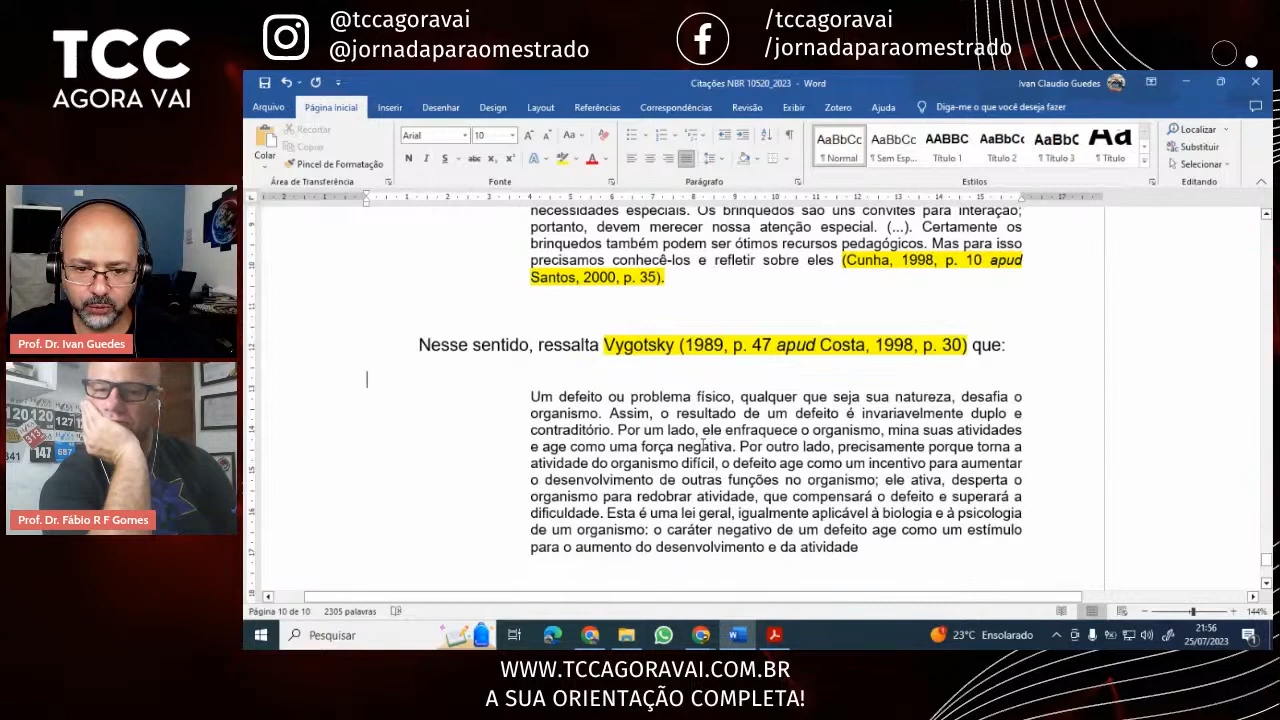 TCC
AGORA VAI
@tccagoravai
@jornadaparaomestrado
/tccagoravai
/jornadaparaomestrado
Citações NBR 10520_2023 - Word
Ivan Claudio Guedes
Arquivo Página Inicial Inserir Desenhar Design Layout Referências Correspondências Revisão Exibir Zotero Ajuda Diga-me o que você deseja fazer
Colar
Recortar
Copiar
Pincel de Formatação
Área de Transferência
Arial 10
Fonte
Parágrafo
AaBbCc AaBbCc AABBC AaBbCc AaBbC AaB
¶ Normal ¶ Sem Esp... Título 1 Título 2 ¶ Título 3 ¶ Título
Estilos
Localizar
Substituir
Selecionar
Editando
necessidades especiais. Os brinquedos são uns convites para interação;
portanto, devem merecer nossa atenção especial. (...). Certamente os
brinquedos também podem ser ótimos recursos pedagógicos. Mas para isso
precisamos conhecê-los e refletir sobre eles (Cunha, 1998, p. 10 apud
Santos, 2000, p. 35).
Nesse sentido, ressalta Vygotsky (1989, p. 47 apud Costa, 1998, p. 30) que:
Um defeito ou problema físico, qualquer que seja sua natureza, desafia o
organismo. Assim, o resultado de um defeito é invariavelmente duplo e
contraditório. Por um lado, ele enfraquece o organismo, mina suas atividades
e age como uma força negativa. Por outro lado, precisamente porque torna a
atividade do organismo difícil, o defeito age como um incentivo para aumentar
o desenvolvimento de outras funções no organismo; ele ativa, desperta o
organismo para redobrar atividade, que compensará o defeito e superará a
dificuldade. Esta é uma lei geral, igualmente aplicável à biologia e à psicologia
de um organismo: o caráter negativo de um defeito age como um estímulo
para o aumento do desenvolvimento e da atividade
Prof. Dr. Ivan Guedes
Prof. Dr. Fábio R F Gomes
Página 10 de 10 2305 palavras
144%
Pesquisar
23°C Ensolarado
21:56
25/07/2023
WWW.TCCAGORAVAI.COM.BR
A SUA ORIENTAÇÃO COMPLETA!